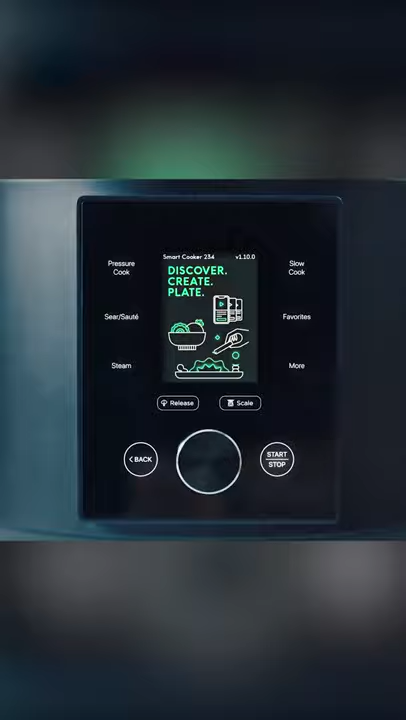 Smart Cooker 234 v1.10.0
DISCOVER.
CREATE.
PLATE.
Pressure
Cook
Slow
Cook
Sear/Sauté
Favorites
Steam
More
Release
Scale
BACK
START
STOP